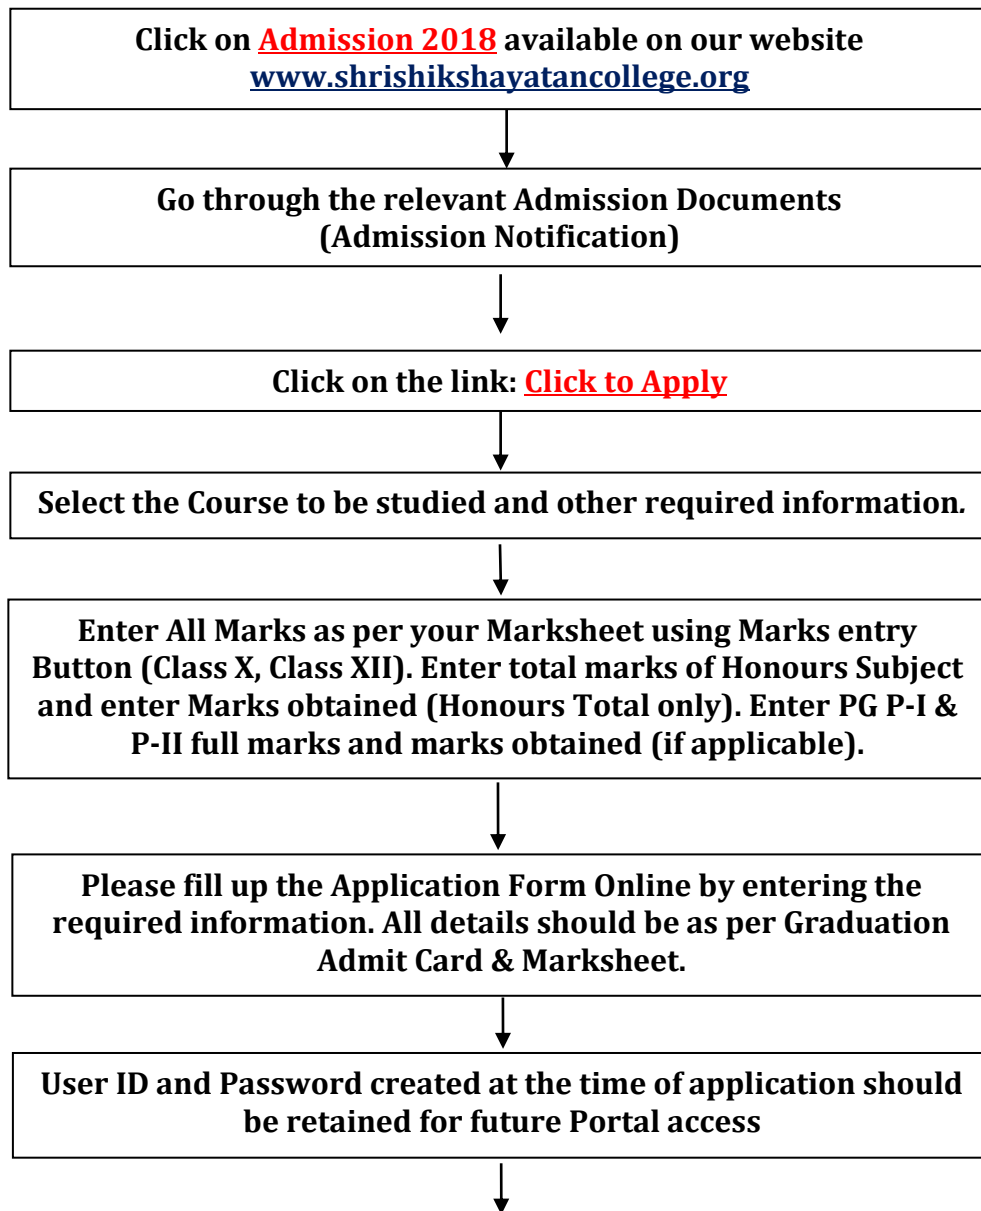 Click on Admission 2018 available on our website
www.shrishikshayatancollege.org
Go through the relevant Admission Documents
(Admission Notification)
Click on the link: Click to Apply
Select the Course to be studied and other required information.
Enter All Marks as per your Marksheet using Marks entry
Button (Class X, Class XII). Enter total marks of Honours Subject
and enter Marks obtained (Honours Total only). Enter PG P-I &
P-II full marks and marks obtained (if applicable).
Please fill up the Application Form Online by entering the
required information. All details should be as per Graduation
Admit Card & Marksheet.
User ID and Password created at the time of application should
be retained for future Portal access